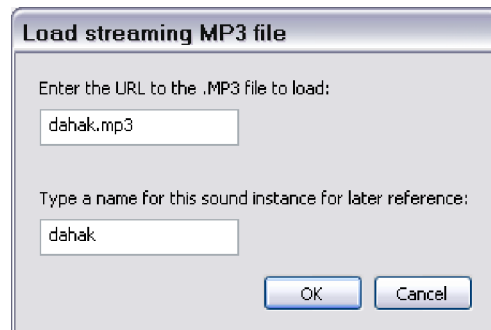 Load streaming MP3 file
Enter the URL to the .MP3 file to load:
dahak.mp3
Type a name for this sound instance for later reference:
dahak
OK Cancel